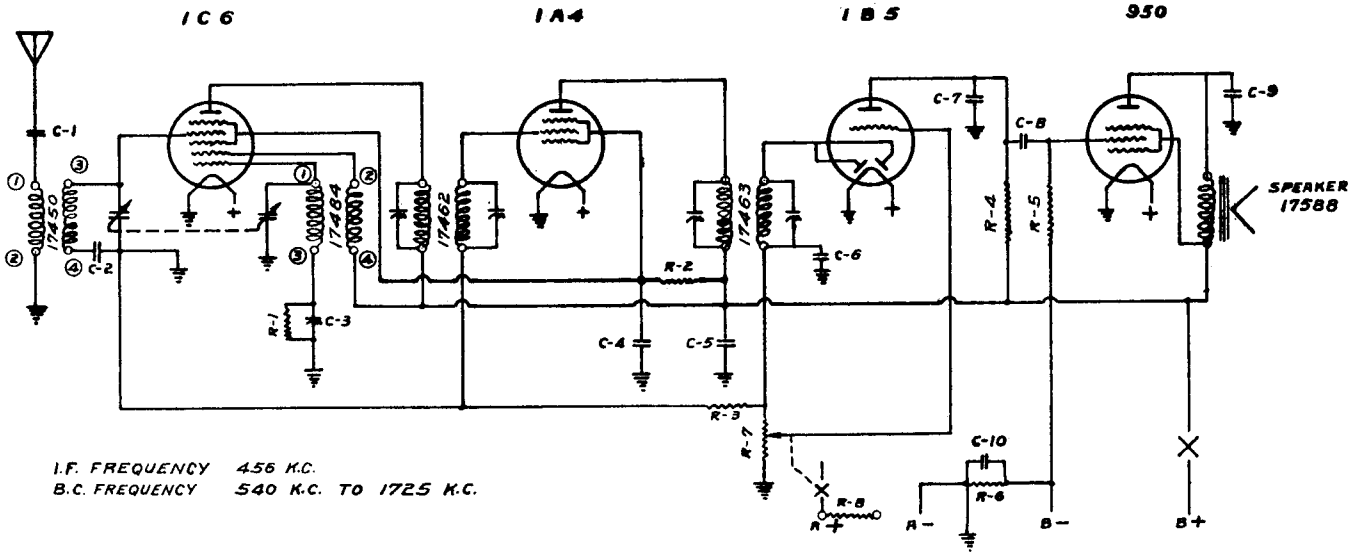 1C6
1A4
1B5
950
C-1
①
②
17450
③
④
C-2
①
③
17484
②
④
R-1
C-3
+
17462
+
C-4
R-2
C-5
17463
C-6
R-3
R-7
C-7
C-8
R-4
R-5
+
C-9
SPEAKER
17588
I.F. FREQUENCY 456 K.C.
B.C. FREQUENCY 540 K.C. TO 1725 K.C.
A+
R-8
A-
C-10
R-6
B-
B+